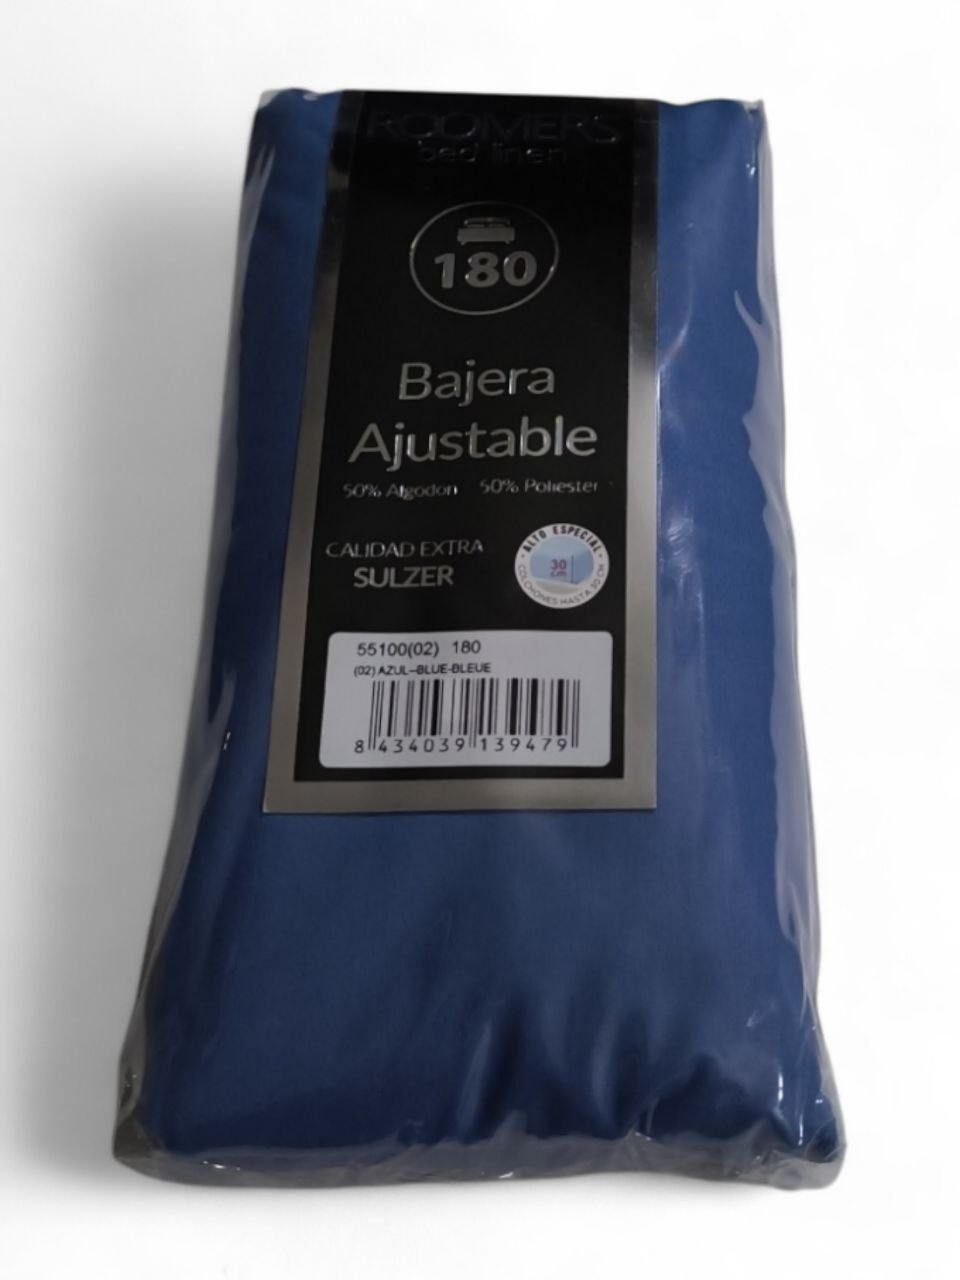 ROOMERS
bed linen
180
Bajera
Ajustable
50% Algodon 50% Poliester
CALIDAD EXTRA
SULZER
ALTO ESPECIAL
30
cm
COLCHONES HASTA 30 CM
55100(02) 180
(02) AZUL--BLUE-BLEUE
8 434039 139479